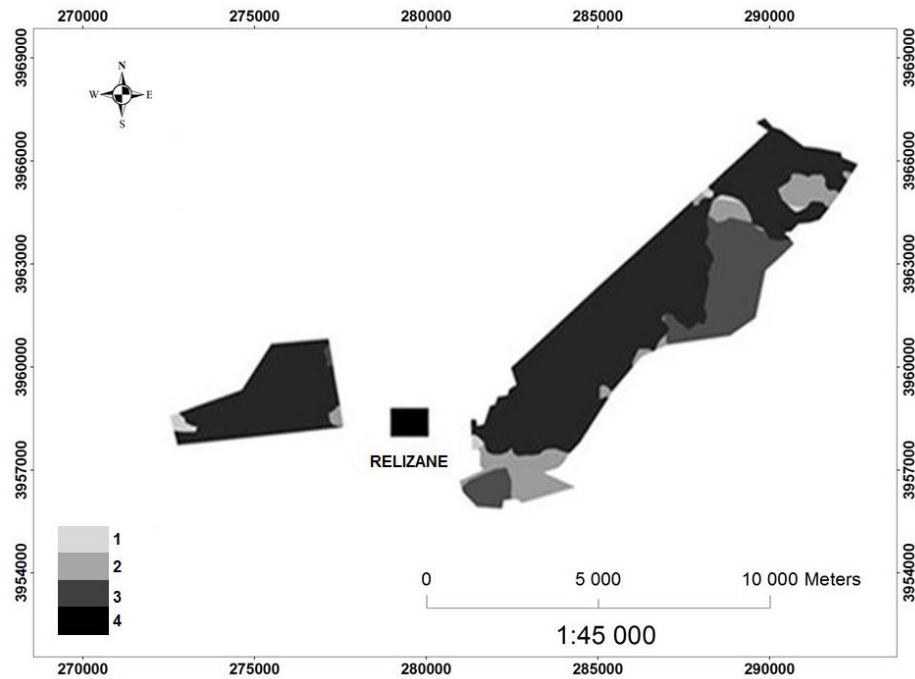 270000 275000 280000 285000 290000
3969000 3969000
N
W E
S
3966000 3966000
3963000 3963000
3960000 3960000
RELIZANE
3957000 3957000
1
2
3
4
3954000 3954000
0 5 000 10 000 Meters
1:45 000
270000 275000 280000 285000 290000